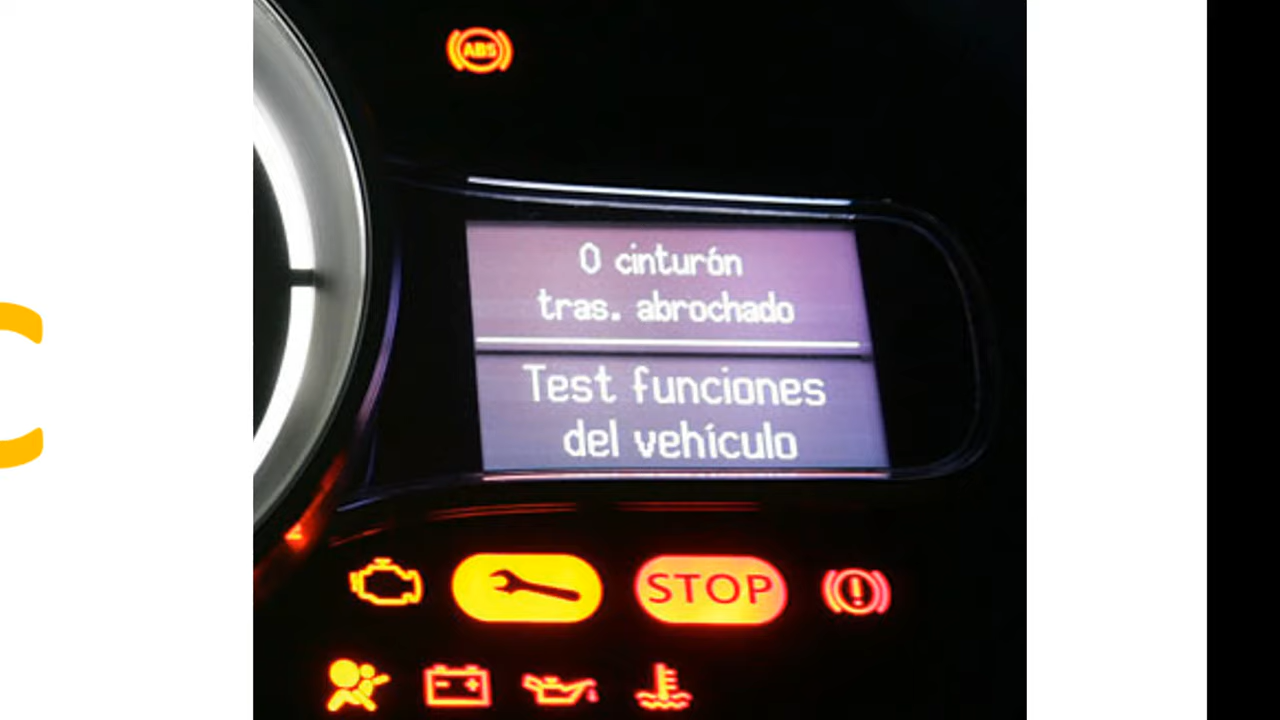 ABS
0 cinturón
tras. abrochado
Test funciones
del vehículo
STOP